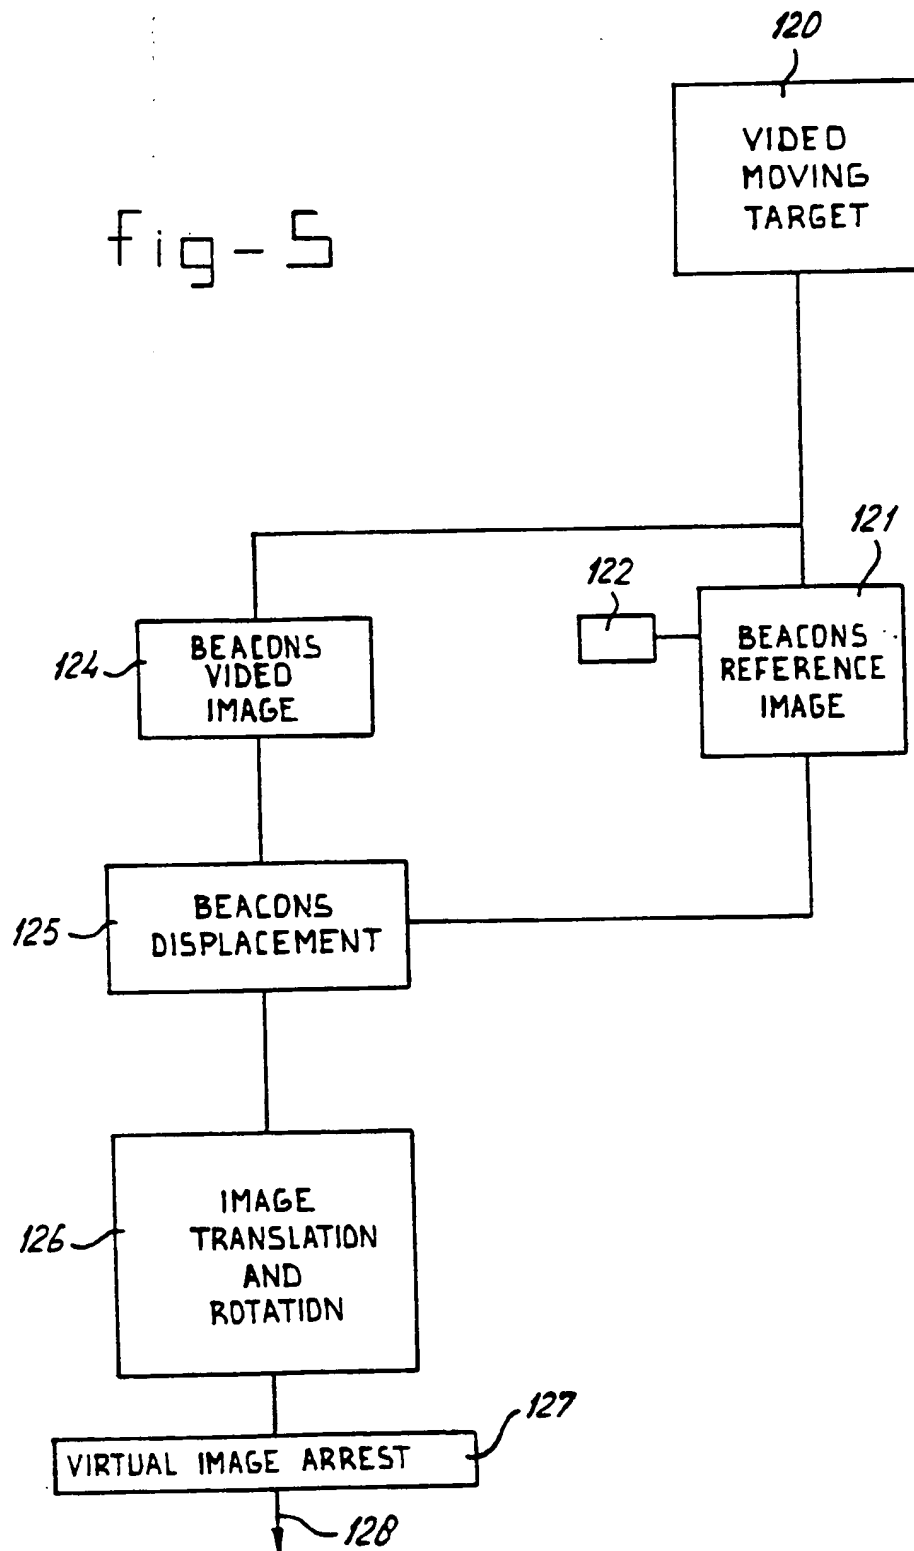 120
VIDEO
MOVING
TARGET
fig-5
121
122
BEACONS
REFERENCE
IMAGE
124
BEACONS
VIDEO
IMAGE
125
BEACONS
DISPLACEMENT
126
IMAGE
TRANSLATION
AND
ROTATION
127
VIRTUAL IMAGE ARREST
128